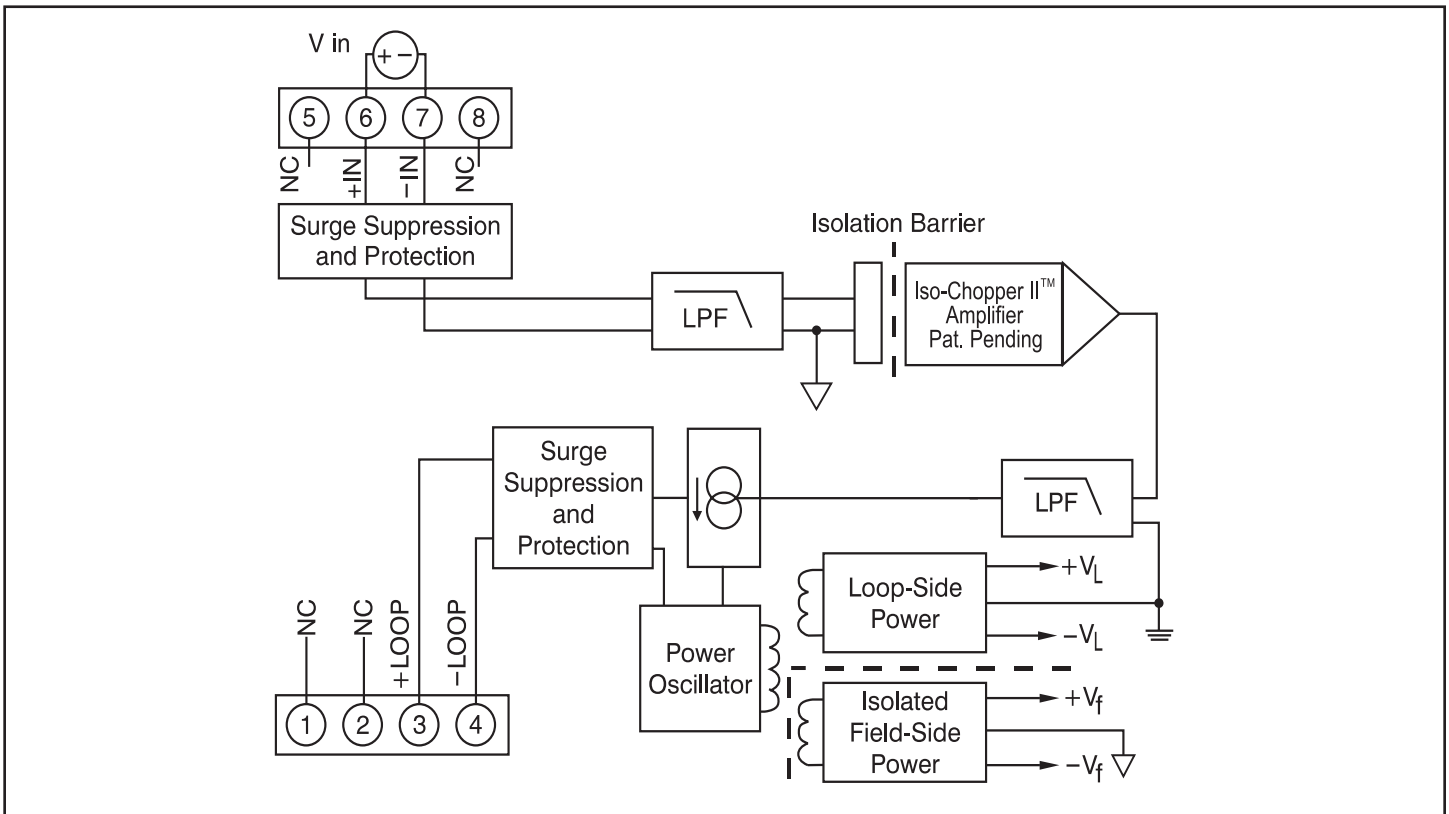 V in
+ −
5 6 7 8
NC
+IN
−IN
NC
Surge Suppression
and Protection
Isolation Barrier
LPF
Iso-Chopper II™
Amplifier
Pat. Pending
Surge
Suppression
and
Protection
LPF
Loop-Side
Power
+VL
−VL
NC
NC
+LOOP
−LOOP
Power
Oscillator
Isolated
Field-Side
Power
+Vf
−Vf
1 2 3 4